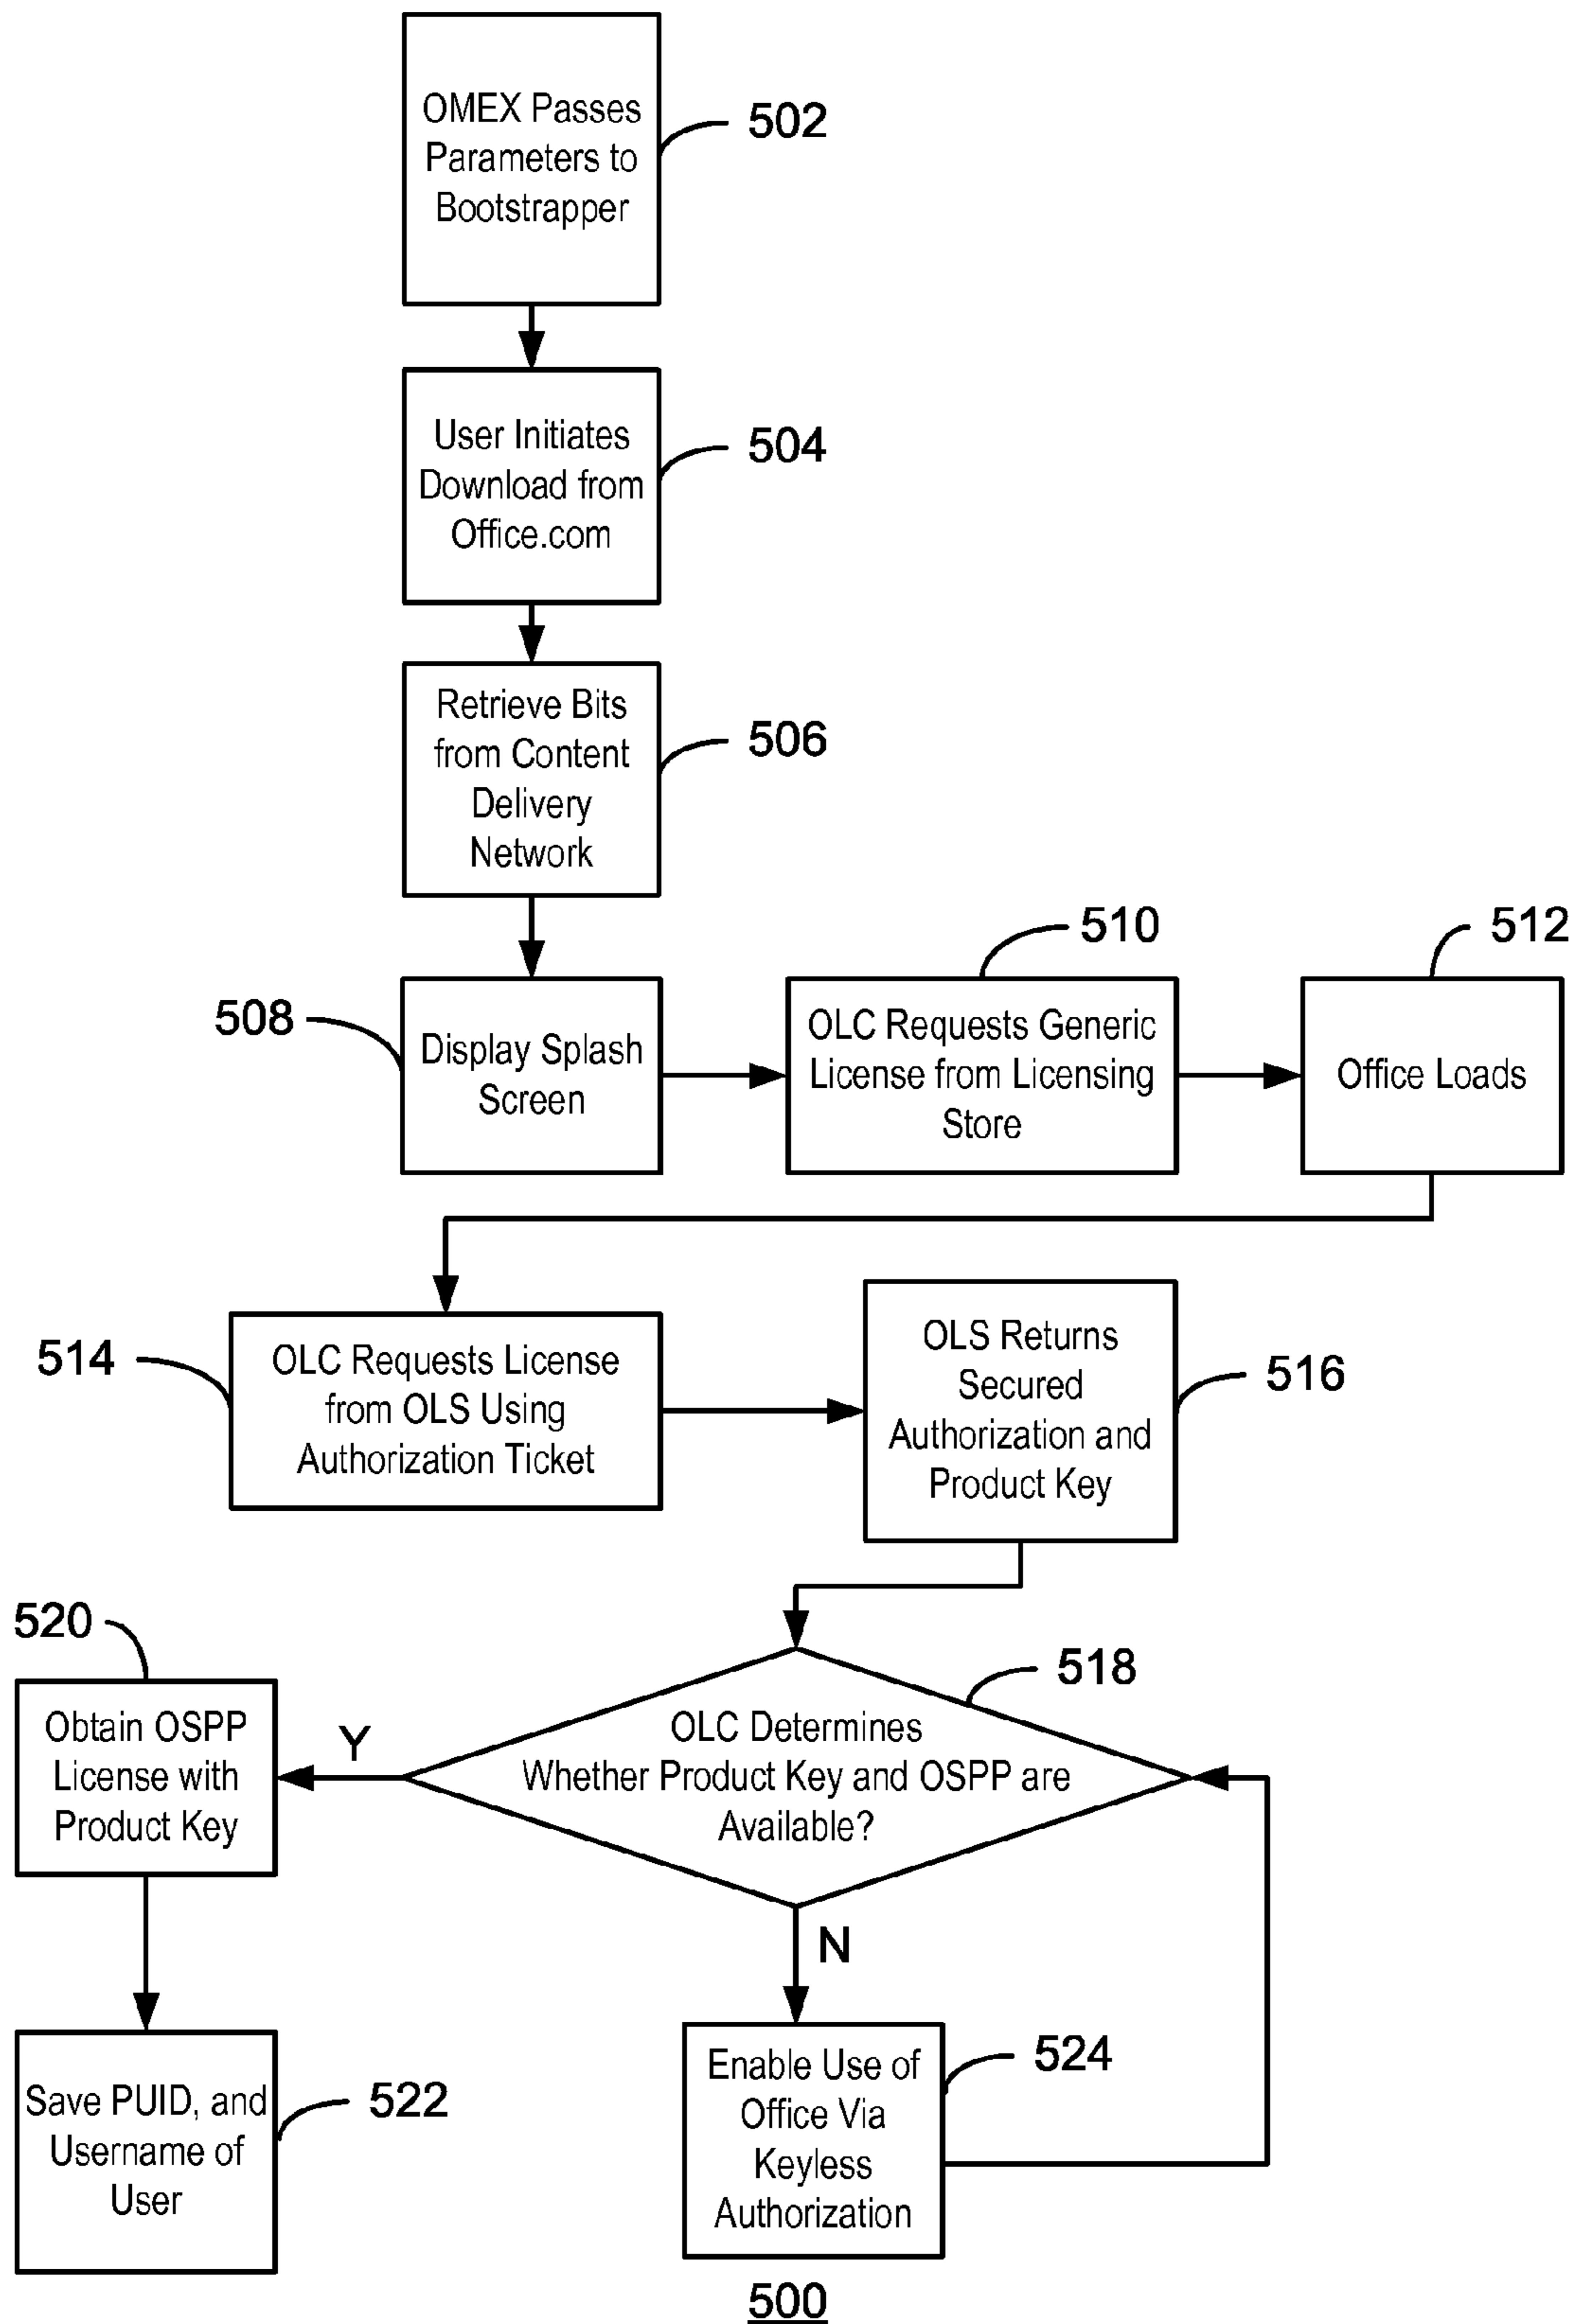 OMEX Passes
Parameters to
Bootstrapper
502
User Initiates
Download from
Office.com
504
Retrieve Bits
from Content
Delivery
Network
506
508
Display Splash
Screen
510
OLC Requests Generic
License from Licensing
Store
512
Office Loads
514
OLC Requests License
from OLS Using
Authorization Ticket
OLS Returns
Secured
Authorization and
Product Key
516
518
OLC Determines
Whether Product Key and OSPP are
Available?
Y
520
Obtain OSPP
License with
Product Key
Save PUID, and
Username of
User
522
N
Enable Use of
Office Via
Keyless
Authorization
524
500